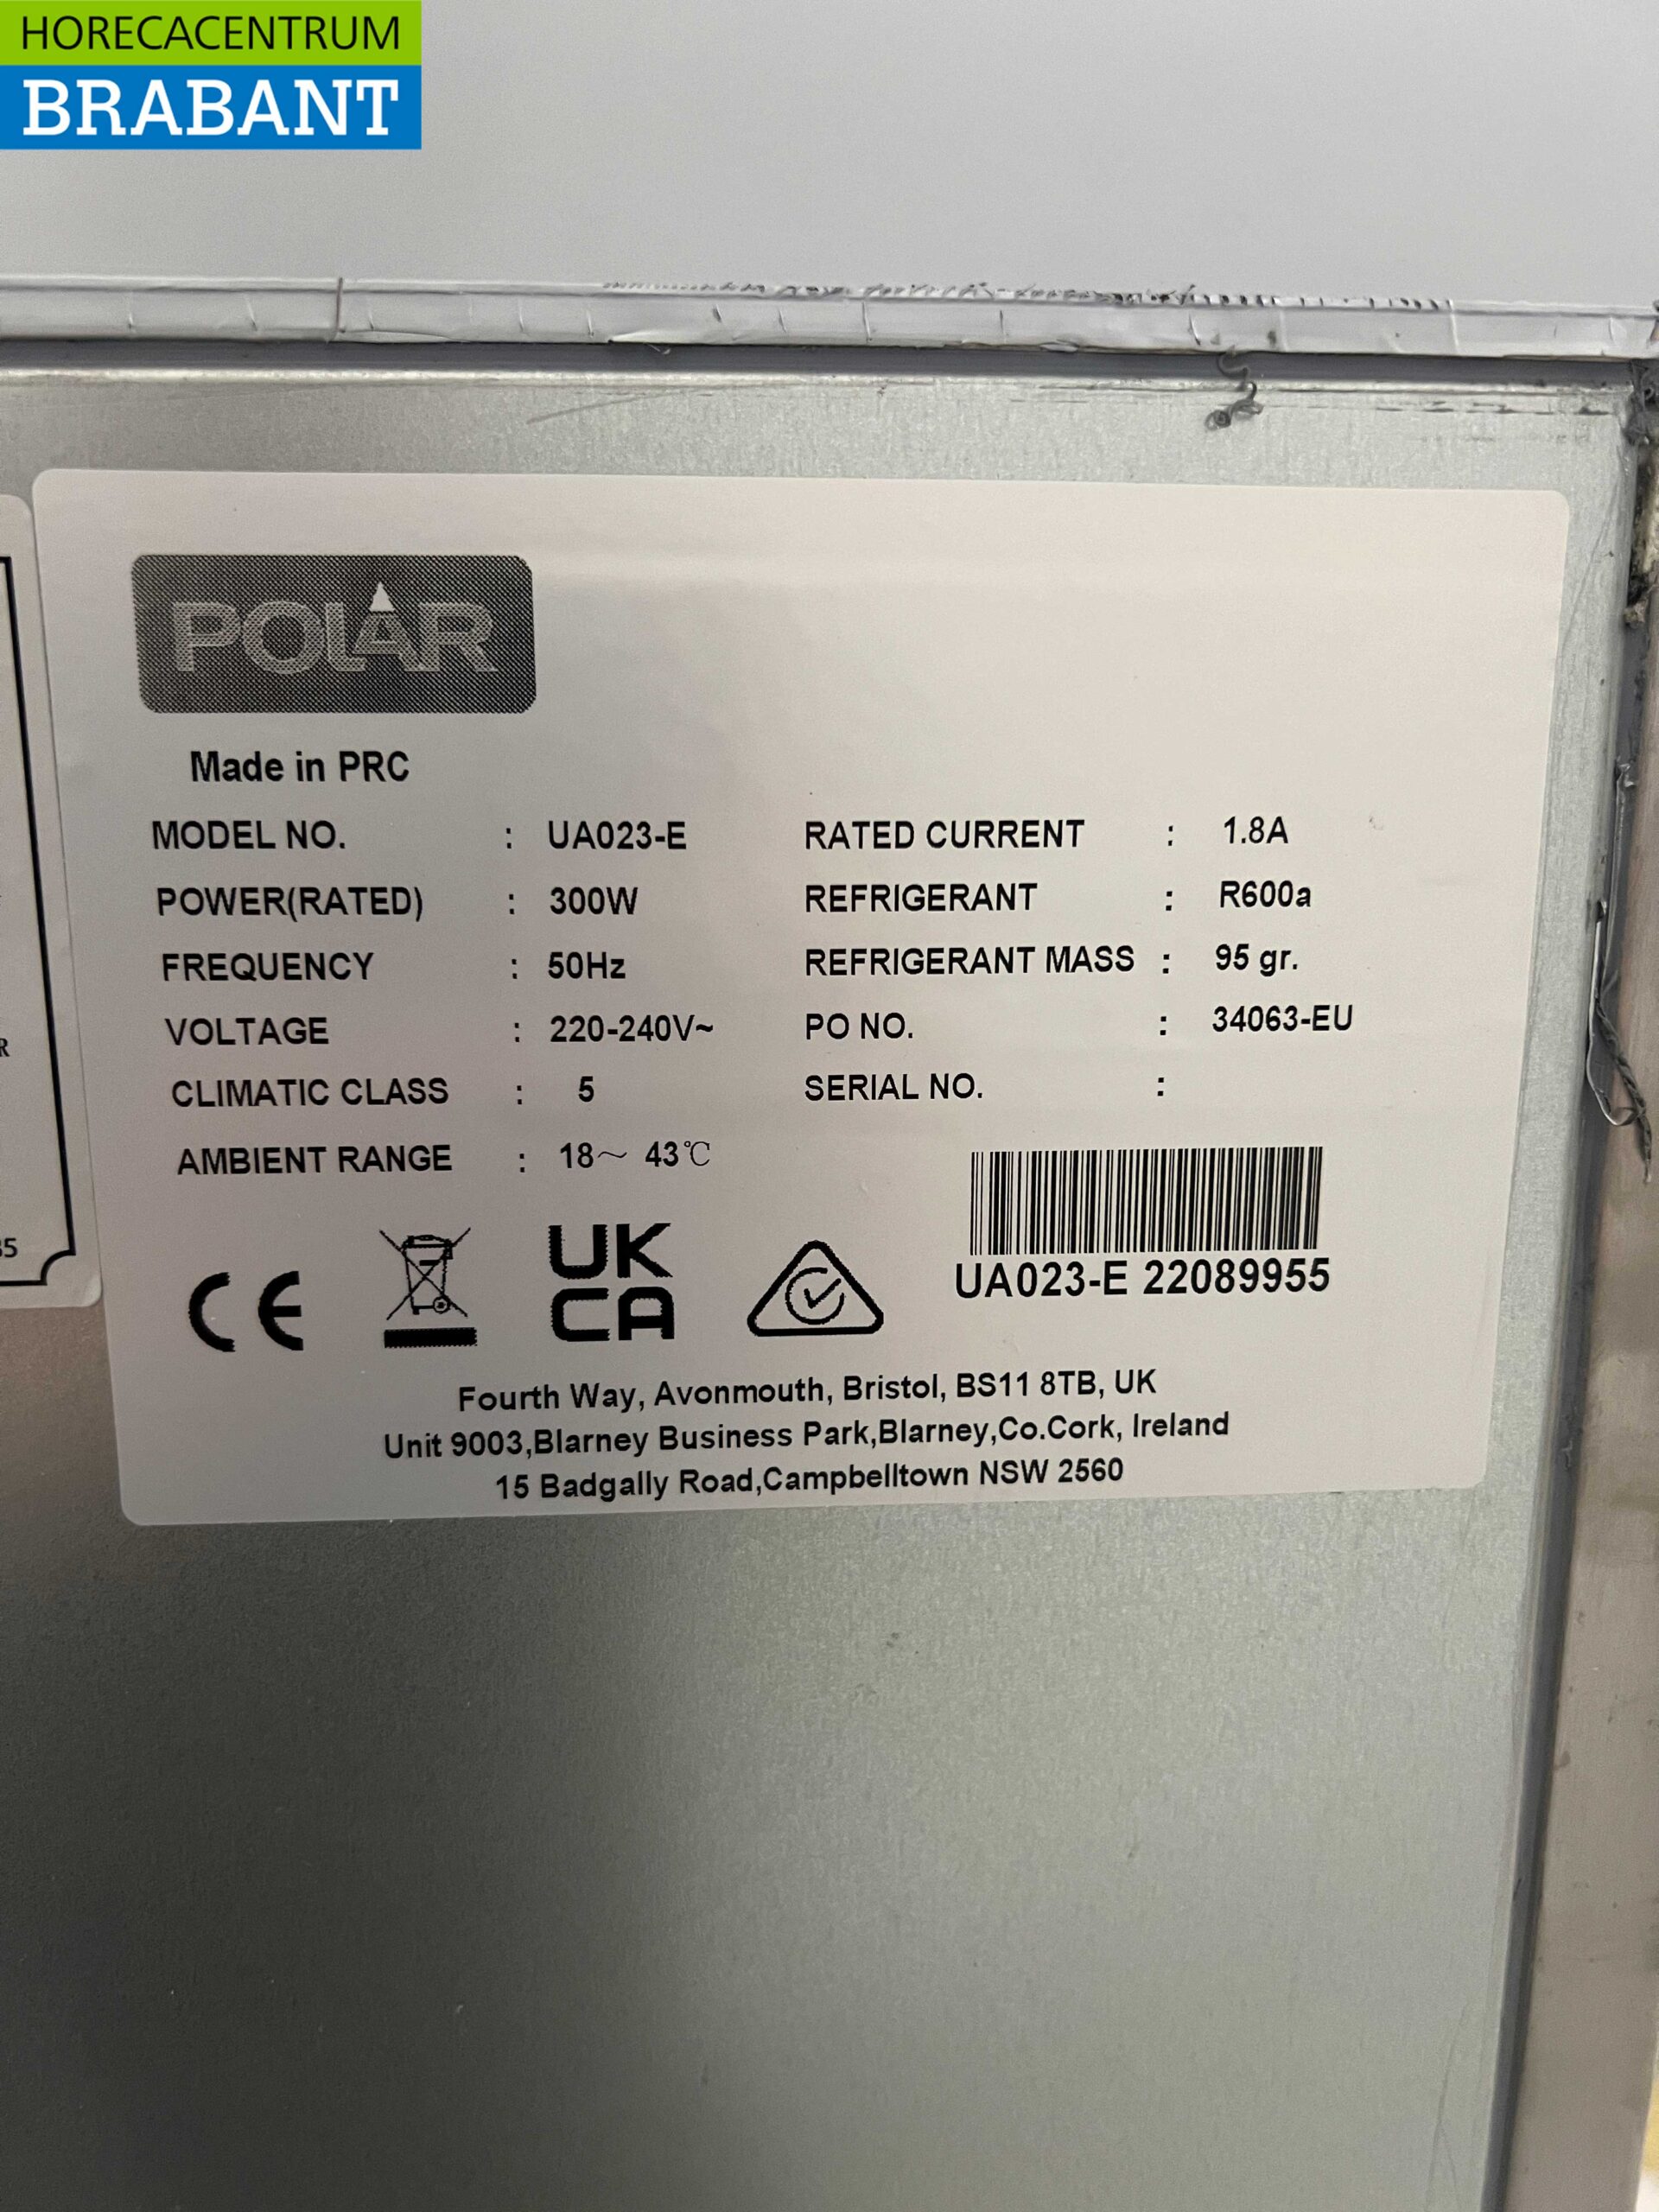 HORECACENTRUM
BRABANT
POLAR
Made in PRC
MODEL NO. : UA023-E
POWER(RATED) : 300W
FREQUENCY : 50Hz
VOLTAGE : 220-240V~
CLIMATIC CLASS : 5
AMBIENT RANGE : 18～ 43℃
RATED CURRENT : 1.8A
REFRIGERANT : R600a
REFRIGERANT MASS : 95 gr.
PO NO. : 34063-EU
SERIAL NO. :
CE
UK
CA
UA023-E 22089955
Fourth Way, Avonmouth, Bristol, BS11 8TB, UK
Unit 9003,Blarney Business Park,Blarney,Co.Cork, Ireland
15 Badgally Road,Campbelltown NSW 2560